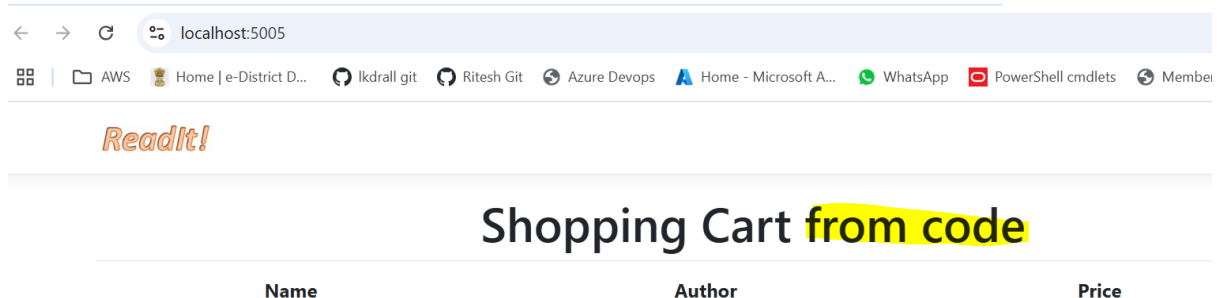 localhost:5005
AWS Home | e-District D... lkdrall git Ritesh Git Azure Devops Home - Microsoft A... WhatsApp PowerShell cmdlets Member
ReadIt!
Shopping Cart from code
Name Author Price